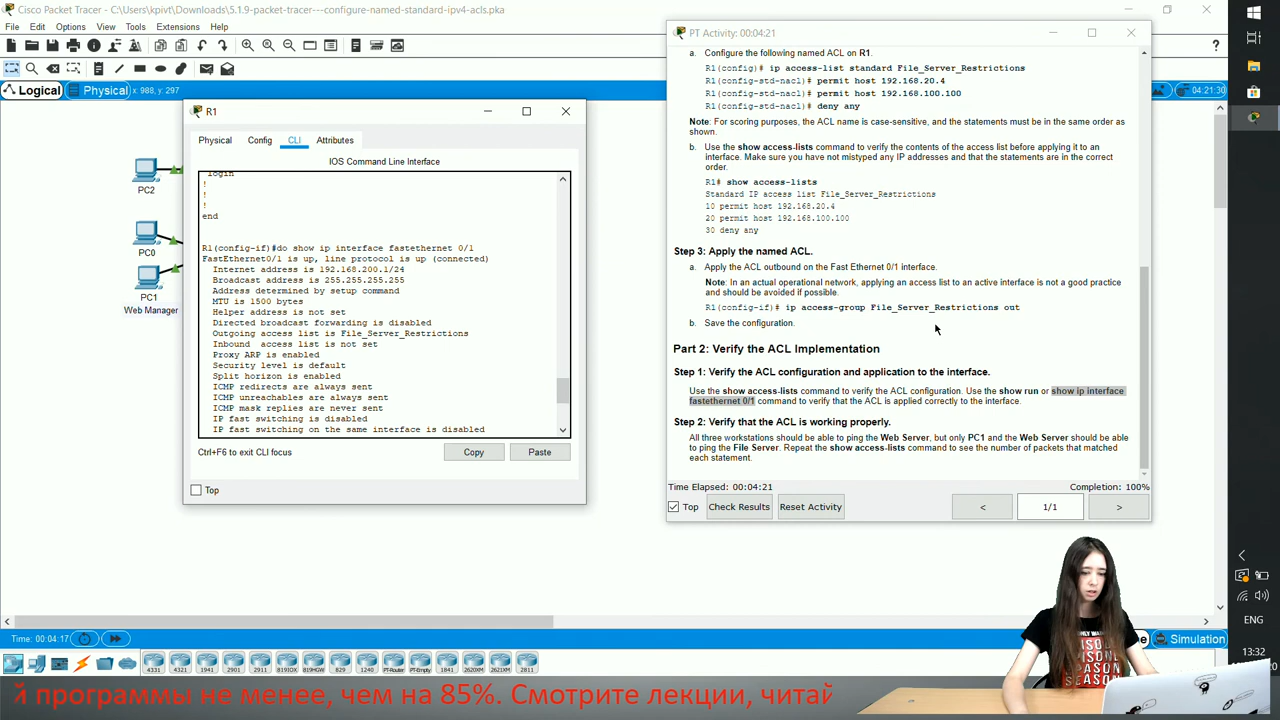 Cisco Packet Tracer - C:\Users\kpivt\Downloads\5.1.9-packet-tracer---configure-named-standard-ipv4-acls.pka
File Edit Options View Tools Extensions Help
Logical Physical x: 988, y: 297
04:21:30
PC2
PC0
PC1
Web Manager
R1
Physical Config CLI Attributes
IOS Command Line Interface
login
!
!
!
end
R1(config-if)#do show ip interface fastethernet 0/1
FastEthernet0/1 is up, line protocol is up (connected)
Internet address is 192.168.200.1/24
Broadcast address is 255.255.255.255
Address determined by setup command
MTU is 1500 bytes
Helper address is not set
Directed broadcast forwarding is disabled
Outgoing access list is File_Server_Restrictions
Inbound access list is not set
Proxy ARP is enabled
Security level is default
Split horizon is enabled
ICMP redirects are always sent
ICMP unreachables are always sent
ICMP mask replies are never sent
IP fast switching is disabled
IP fast switching on the same interface is disabled
Ctrl+F6 to exit CLI focus
Copy Paste
Top
PT Activity: 00:04:21
a. Configure the following named ACL on R1.
R1(config)# ip access-list standard File_Server_Restrictions
R1(config-std-nacl)# permit host 192.168.20.4
R1(config-std-nacl)# permit host 192.168.100.100
R1(config-std-nacl)# deny any
Note: For scoring purposes, the ACL name is case-sensitive, and the statements must be in the same order as
shown.
b. Use the show access-lists command to verify the contents of the access list before applying it to an
interface. Make sure you have not mistyped any IP addresses and that the statements are in the correct
order.
R1# show access-lists
Standard IP access list File_Server_Restrictions
10 permit host 192.168.20.4
20 permit host 192.168.100.100
30 deny any
Step 3: Apply the named ACL.
a. Apply the ACL outbound on the Fast Ethernet 0/1 interface.
Note: In an actual operational network, applying an access list to an active interface is not a good practice
and should be avoided if possible.
R1(config-if)# ip access-group File_Server_Restrictions out
b. Save the configuration.
Part 2: Verify the ACL Implementation
Step 1: Verify the ACL configuration and application to the interface.
Use the show access-lists command to verify the ACL configuration. Use the show run or show ip interface
fastethernet 0/1 command to verify that the ACL is applied correctly to the interface.
Step 2: Verify that the ACL is working properly.
All three workstations should be able to ping the Web Server, but only PC1 and the Web Server should be able
to ping the File Server. Repeat the show access-lists command to see the number of packets that matched
each statement.
Time Elapsed: 00:04:21 Completion: 100%
Top Check Results Reset Activity < 1/1 >
Time: 00:04:17
Simulation
4331 4321 1941 2901 2911 819IOX 819HGW 829 1240 PT-Router PT-Empty 1841 2620XM 2621XM 2811
ENG
13:32
й программы не менее, чем на 85%. Смотрите лекции, читай